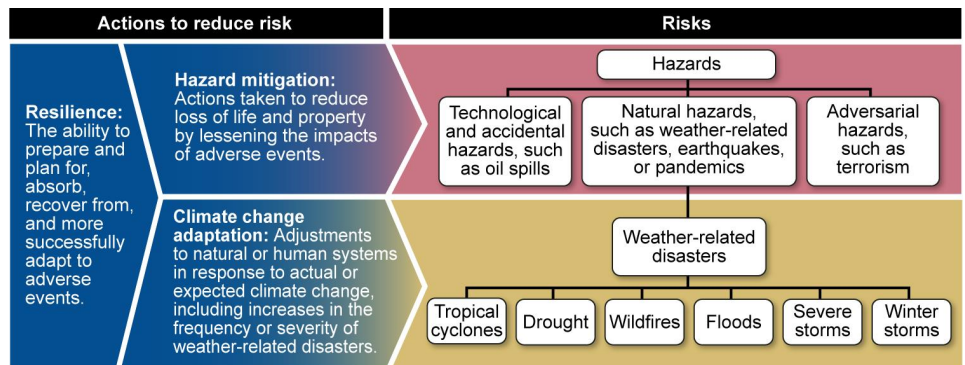 Actions to reduce risk
Risks
Resilience:
The ability to
prepare and
plan for,
absorb,
recover from,
and more
successfully
adapt to
adverse
events.
Hazard mitigation:
Actions taken to reduce
loss of life and property
by lessening the impacts
of adverse events.
Climate change
adaptation: Adjustments
to natural or human systems
in response to actual or
expected climate change,
including increases in the
frequency or severity of
weather-related disasters.
Hazards
Technological
and accidental
hazards, such
as oil spills
Natural hazards,
such as weather-related
disasters, earthquakes,
or pandemics
Adversarial
hazards,
such as
terrorism
Weather-related
disasters
Tropical
cyclones
Drought
Wildfires
Floods
Severe
storms
Winter
storms